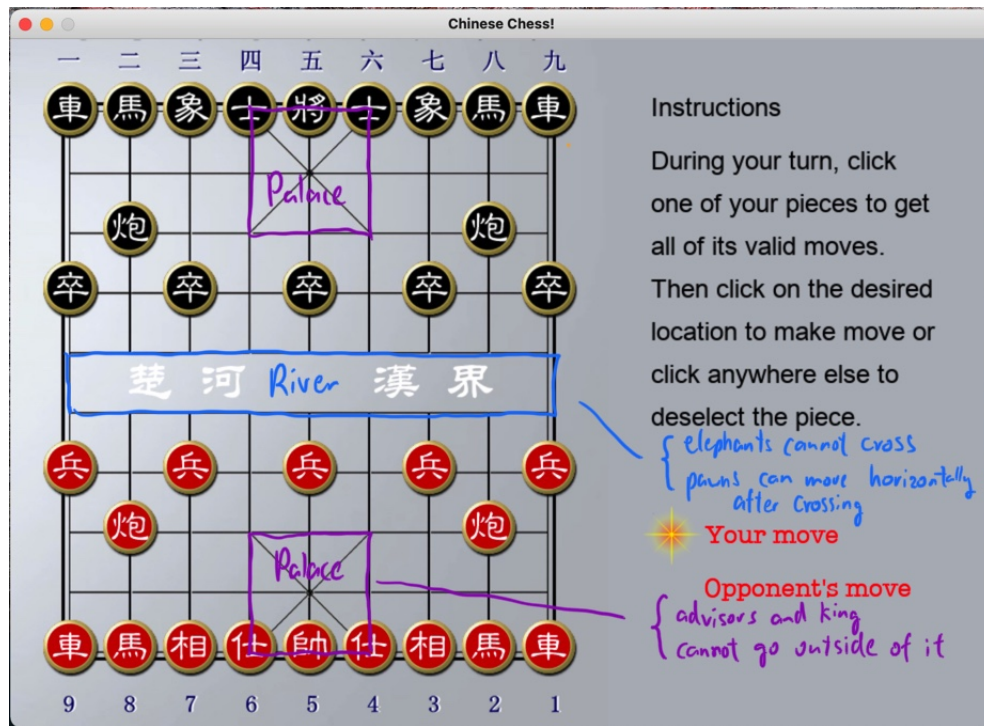 Chinese Chess!
一 二 三 四 五 六 七 八 九
車 馬 象 士 將 士 象 馬 車
Palace
炮 炮
卒 卒 卒 卒 卒
楚 河 River 漢 界
兵 兵 兵 兵 兵
炮 炮
Palace
車 馬 相 仕 帥 仕 相 馬 車
9 8 7 6 5 4 3 2 1
Instructions
During your turn, click
one of your pieces to get
all of its valid moves.
Then click on the desired
location to make move or
click anywhere else to
deselect the piece.
elephants cannot cross
pawns can move horizontally
after crossing
Your move
Opponent's move
advisors and king
cannot go outside of it